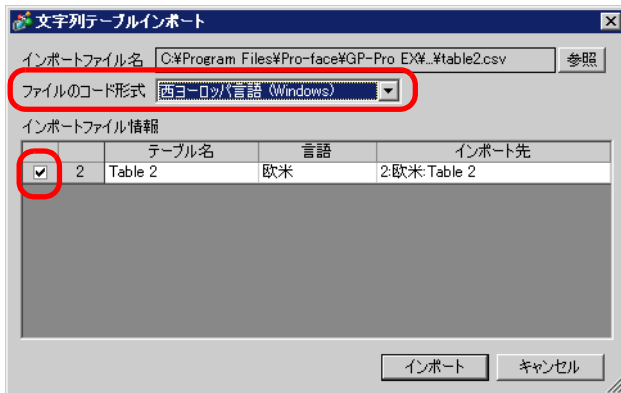 文字列テーブルインポート
インポートファイル名 C:¥Program Files¥Pro-face¥GP-Pro EX¥...¥table2.csv 参照
ファイルのコード形式 西ヨーロッパ言語 (Windows)
インポートファイル情報
テーブル名 言語 インポート先
2 Table 2 欧米 2:欧米:Table 2
インポート キャンセル